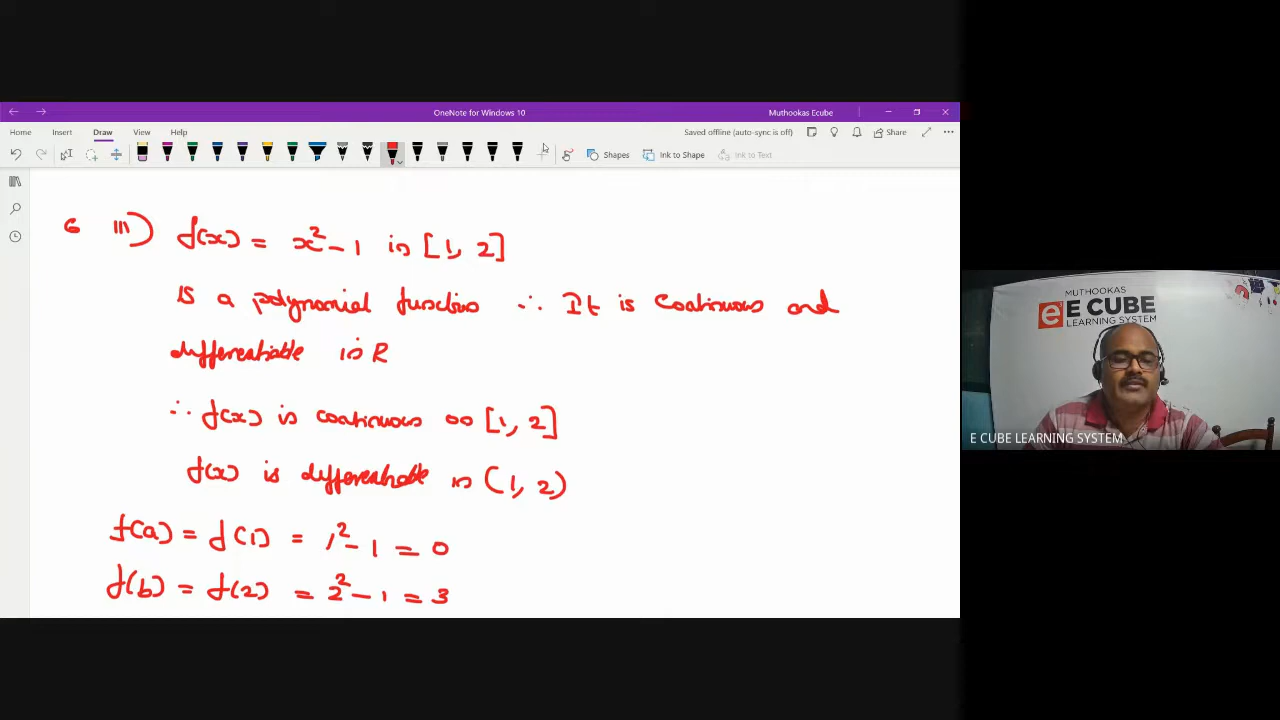 OneNote for Windows 10
Muthookas Ecube
Home Insert Draw View Help
Saved offline (auto-sync is off)
Share
Shapes
Ink to Shape
Ink to Text
6 III) f(x) = x² - 1 in [1, 2]
is a polynomial function ∴ It is continuous and
differentiable in R
∴ f(x) is continuous on [1, 2]
f(x) is differentiable in (1, 2)
f(a) = f(1) = 1² - 1 = 0
f(b) = f(2) = 2² - 1 = 3
MUTHOOKAS
e E CUBE
LEARNING SYSTEM
E CUBE LEARNING SYSTEM